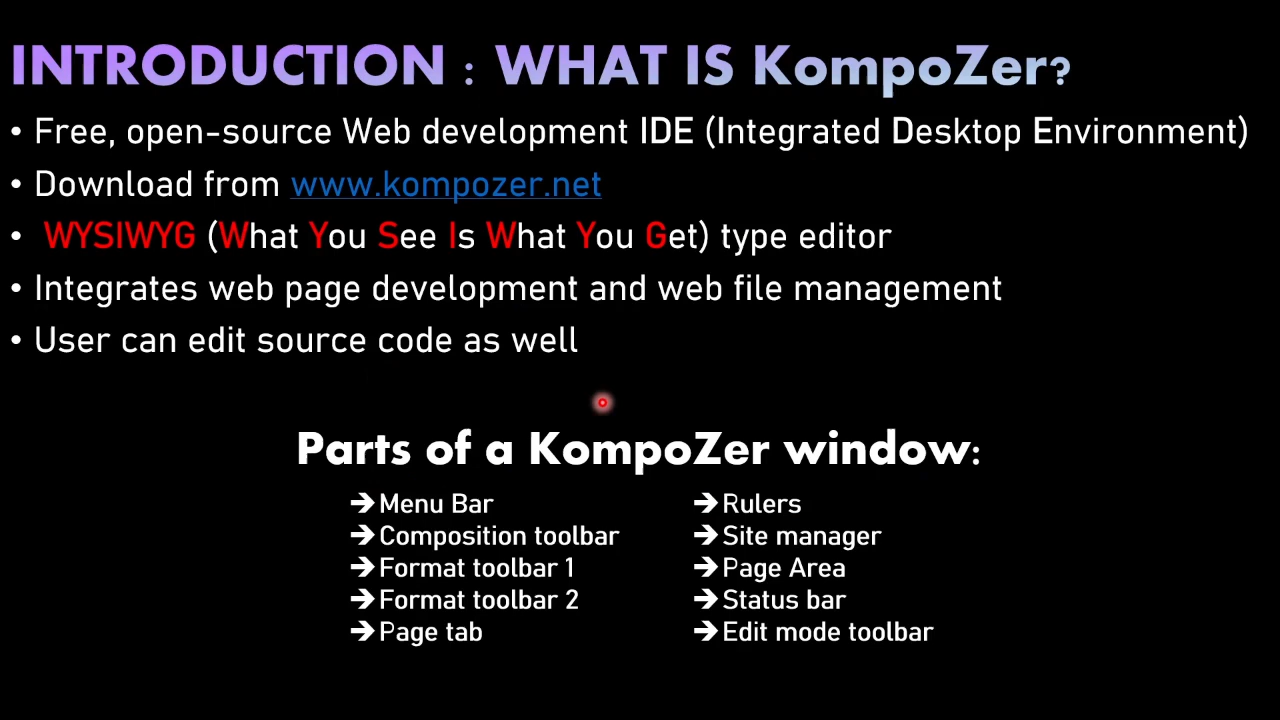 INTRODUCTION : WHAT IS KompoZer?
• Free, open-source Web development IDE (Integrated Desktop Environment)
• Download from www.kompozer.net
• WYSIWYG (What You See Is What You Get) type editor
• Integrates web page development and web file management
• User can edit source code as well
Parts of a KompoZer window:
➔Menu Bar
➔Composition toolbar
➔Format toolbar 1
➔Format toolbar 2
➔Page tab
➔Rulers
➔Site manager
➔Page Area
➔Status bar
➔Edit mode toolbar